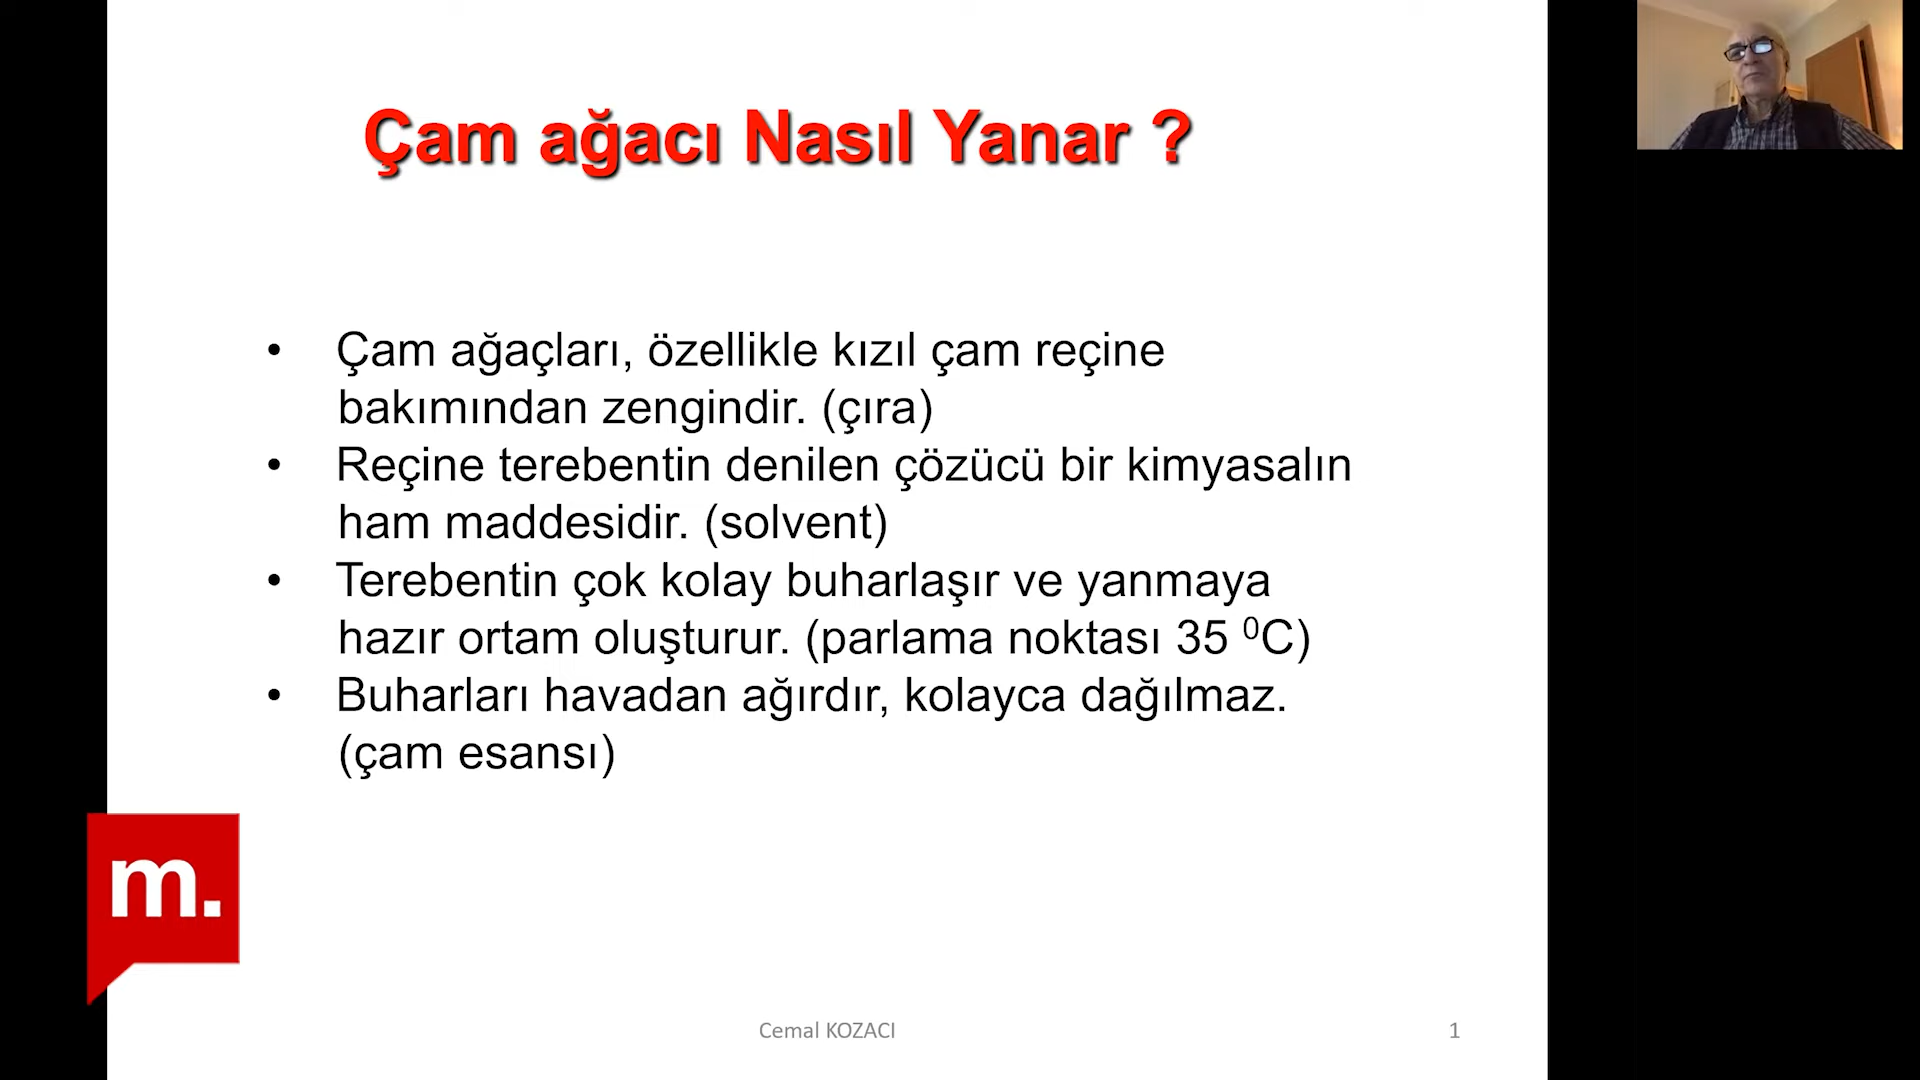 Çam ağacı Nasıl Yanar ?
• Çam ağaçları, özellikle kızıl çam reçine
bakımından zengindir. (çıra)
• Reçine terebentin denilen çözücü bir kimyasalın
ham maddesidir. (solvent)
• Terebentin çok kolay buharlaşır ve yanmaya
hazır ortam oluşturur. (parlama noktası 35 ⁰C)
• Buharları havadan ağırdır, kolayca dağılmaz.
(çam esansı)
m.
Cemal KOZACI
1